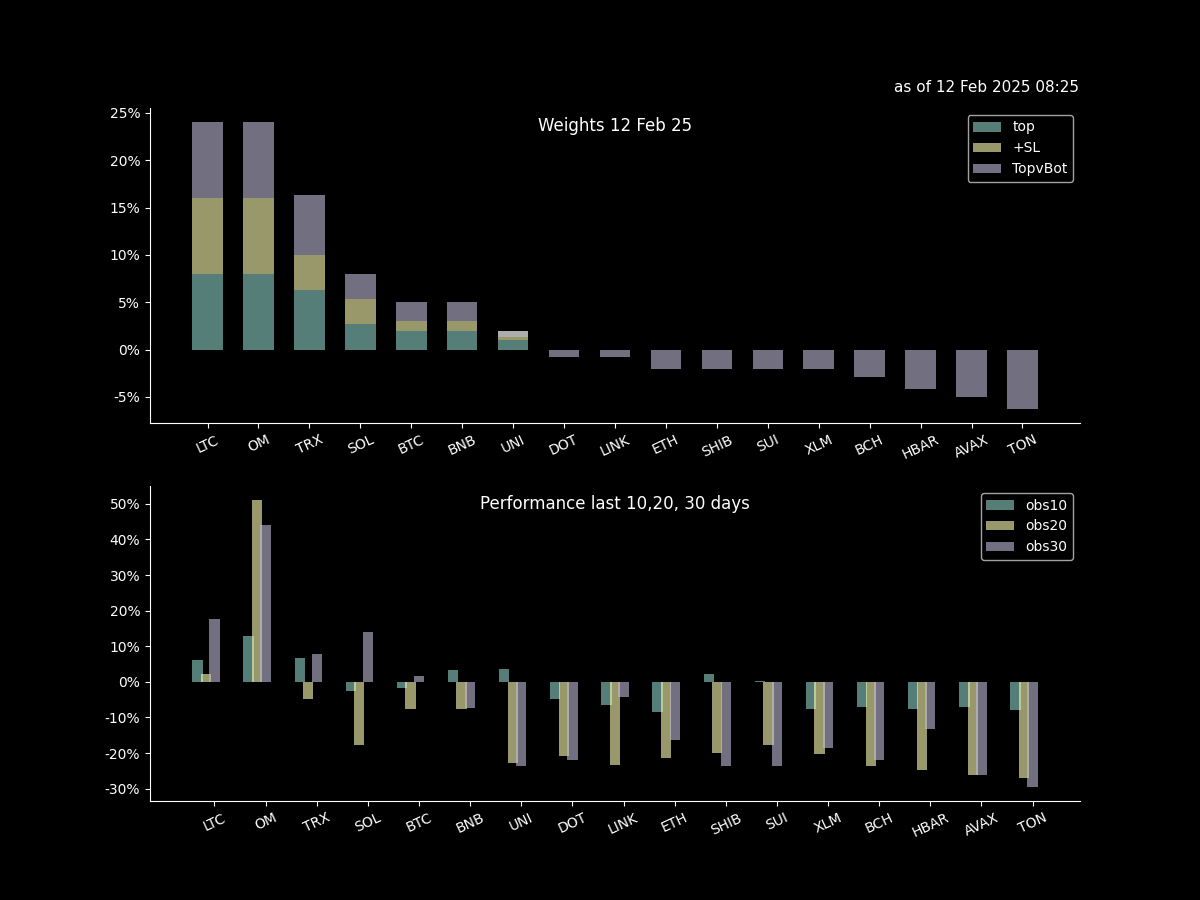 as of 12 Feb 2025 08:25
Weights 12 Feb 25
top
+SL
TopvBot
25%
20%
15%
10%
5%
0%
-5%
LTC OM TRX SOL BTC BNB UNI DOT LINK ETH SHIB SUI XLM BCH HBAR AVAX TON
Performance last 10,20, 30 days
obs10
obs20
obs30
50%
40%
30%
20%
10%
0%
-10%
-20%
-30%
LTC OM TRX SOL BTC BNB UNI DOT LINK ETH SHIB SUI XLM BCH HBAR AVAX TON